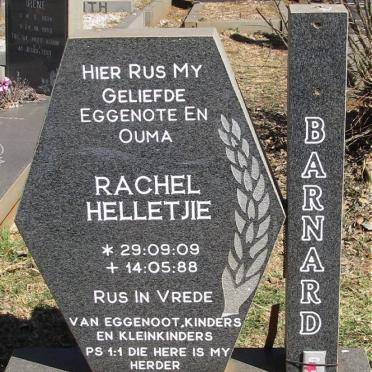 HIER RUS MY
GELIEFDE
EGGENOTE EN
OUMA
RACHEL
HELLETJIE
* 29:09:09
+ 14:05:88
RUS IN VREDE
VAN EGGENOOT,KINDERS
EN KLEINKINDERS
PS 1:1 DIE HERE IS MY
HERDER
BARNARD